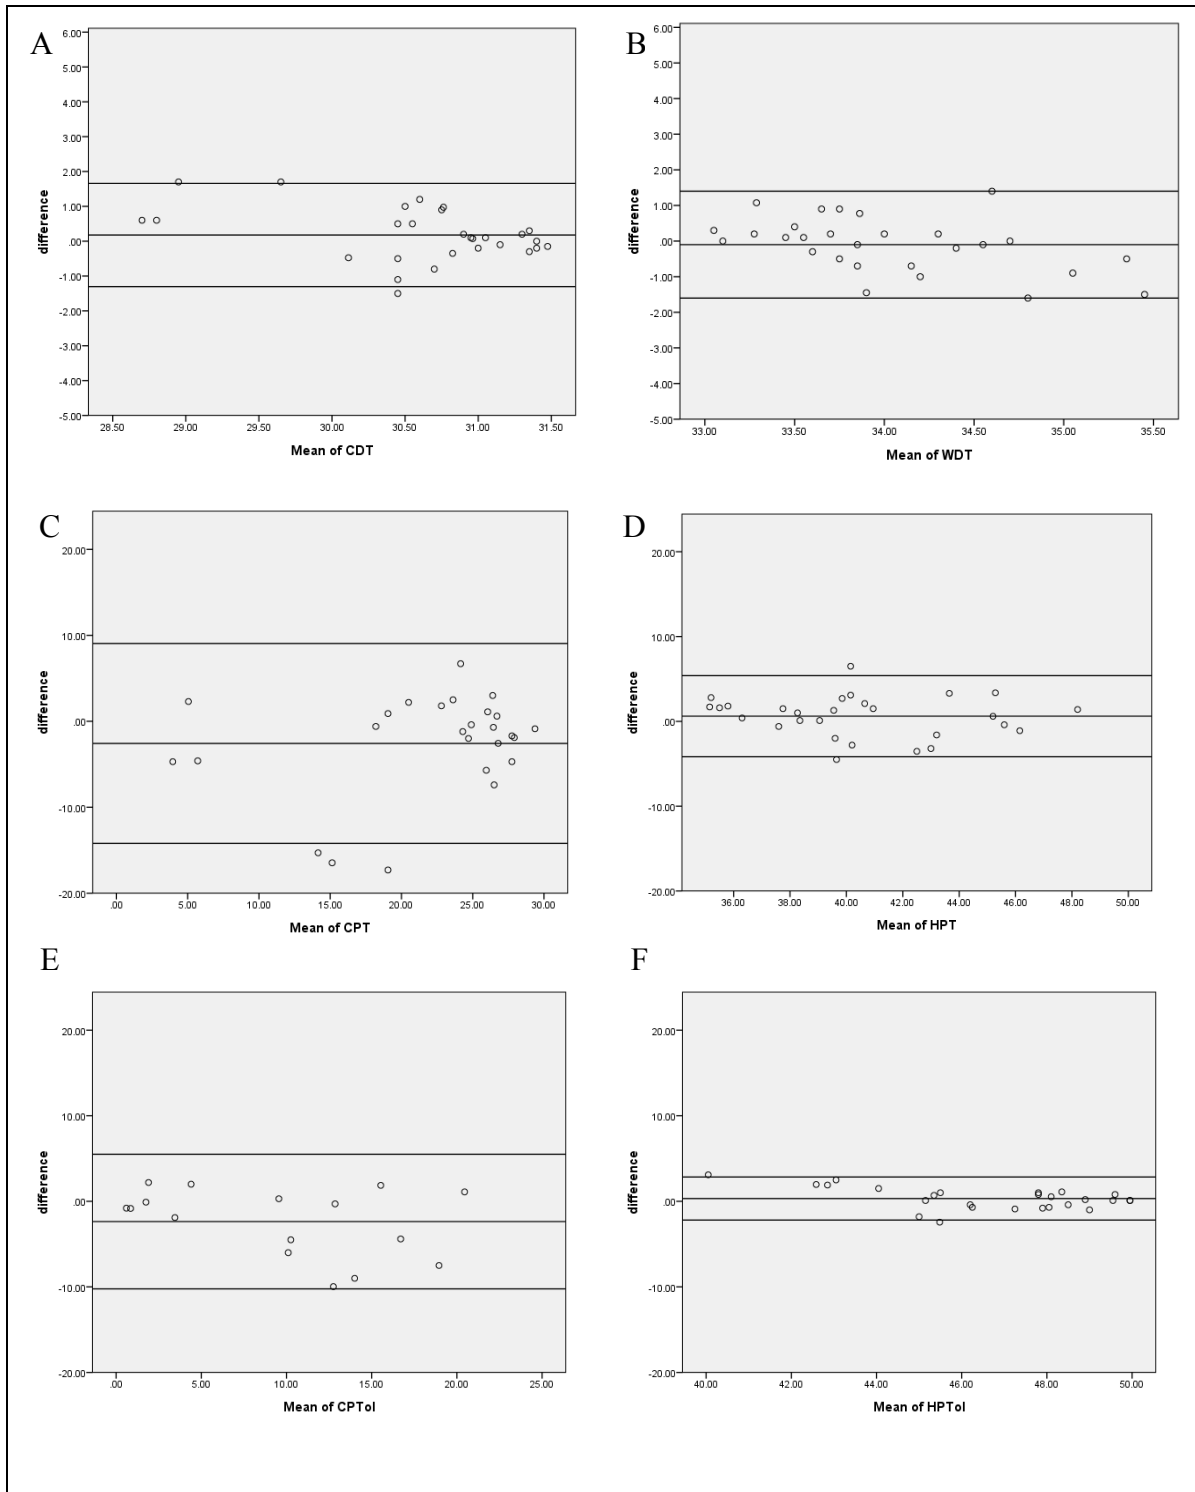 A
6.00
5.00
4.00
3.00
2.00
1.00
.00
-1.00
-2.00
-3.00
-4.00
-5.00
difference
28.50 29.00 29.50 30.00 30.50 31.00 31.50
Mean of CDT
B
6.00
5.00
4.00
3.00
2.00
1.00
.00
-1.00
-2.00
-3.00
-4.00
-5.00
difference
33.00 33.50 34.00 34.50 35.00 35.50
Mean of WDT
C
20.00
10.00
.00
-10.00
-20.00
difference
.00 5.00 10.00 15.00 20.00 25.00 30.00
Mean of CPT
D
20.00
10.00
.00
-10.00
-20.00
difference
36.00 38.00 40.00 42.00 44.00 46.00 48.00 50.00
Mean of HPT
E
20.00
10.00
.00
-10.00
-20.00
difference
.00 5.00 10.00 15.00 20.00 25.00
Mean of CPTol
F
20.00
10.00
.00
-10.00
-20.00
difference
40.00 42.00 44.00 46.00 48.00 50.00
Mean of HPTol